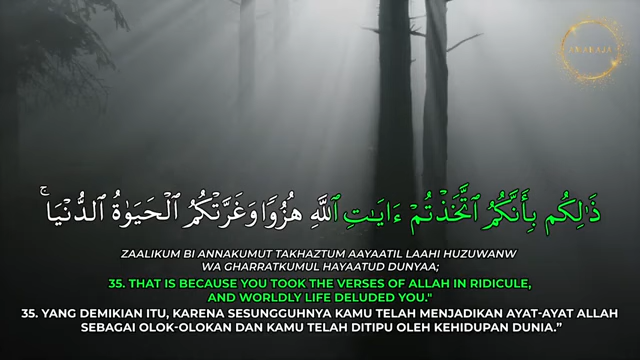 ذَٰلِكُم بِأَنَّكُمُ ٱتَّخَذْتُمْ ءَايَـٰتِ ٱللَّهِ هُزُوًا وَغَرَّتْكُمُ ٱلْحَيَوٰةُ ٱلدُّنْيَا ۚ
ZAALIKUM BI ANNAKUMUT TAKHAZTUM AAYAATIL LAAHI HUZUWANW
WA GHARRATKUMUL HAYAATUD DUNYAA;
35. THAT IS BECAUSE YOU TOOK THE VERSES OF ALLAH IN RIDICULE,
AND WORLDLY LIFE DELUDED YOU."
35. YANG DEMIKIAN ITU, KARENA SESUNGGUHNYA KAMU TELAH MENJADIKAN AYAT-AYAT ALLAH
SEBAGAI OLOK-OLOKAN DAN KAMU TELAH DITIPU OLEH KEHIDUPAN DUNIA.”